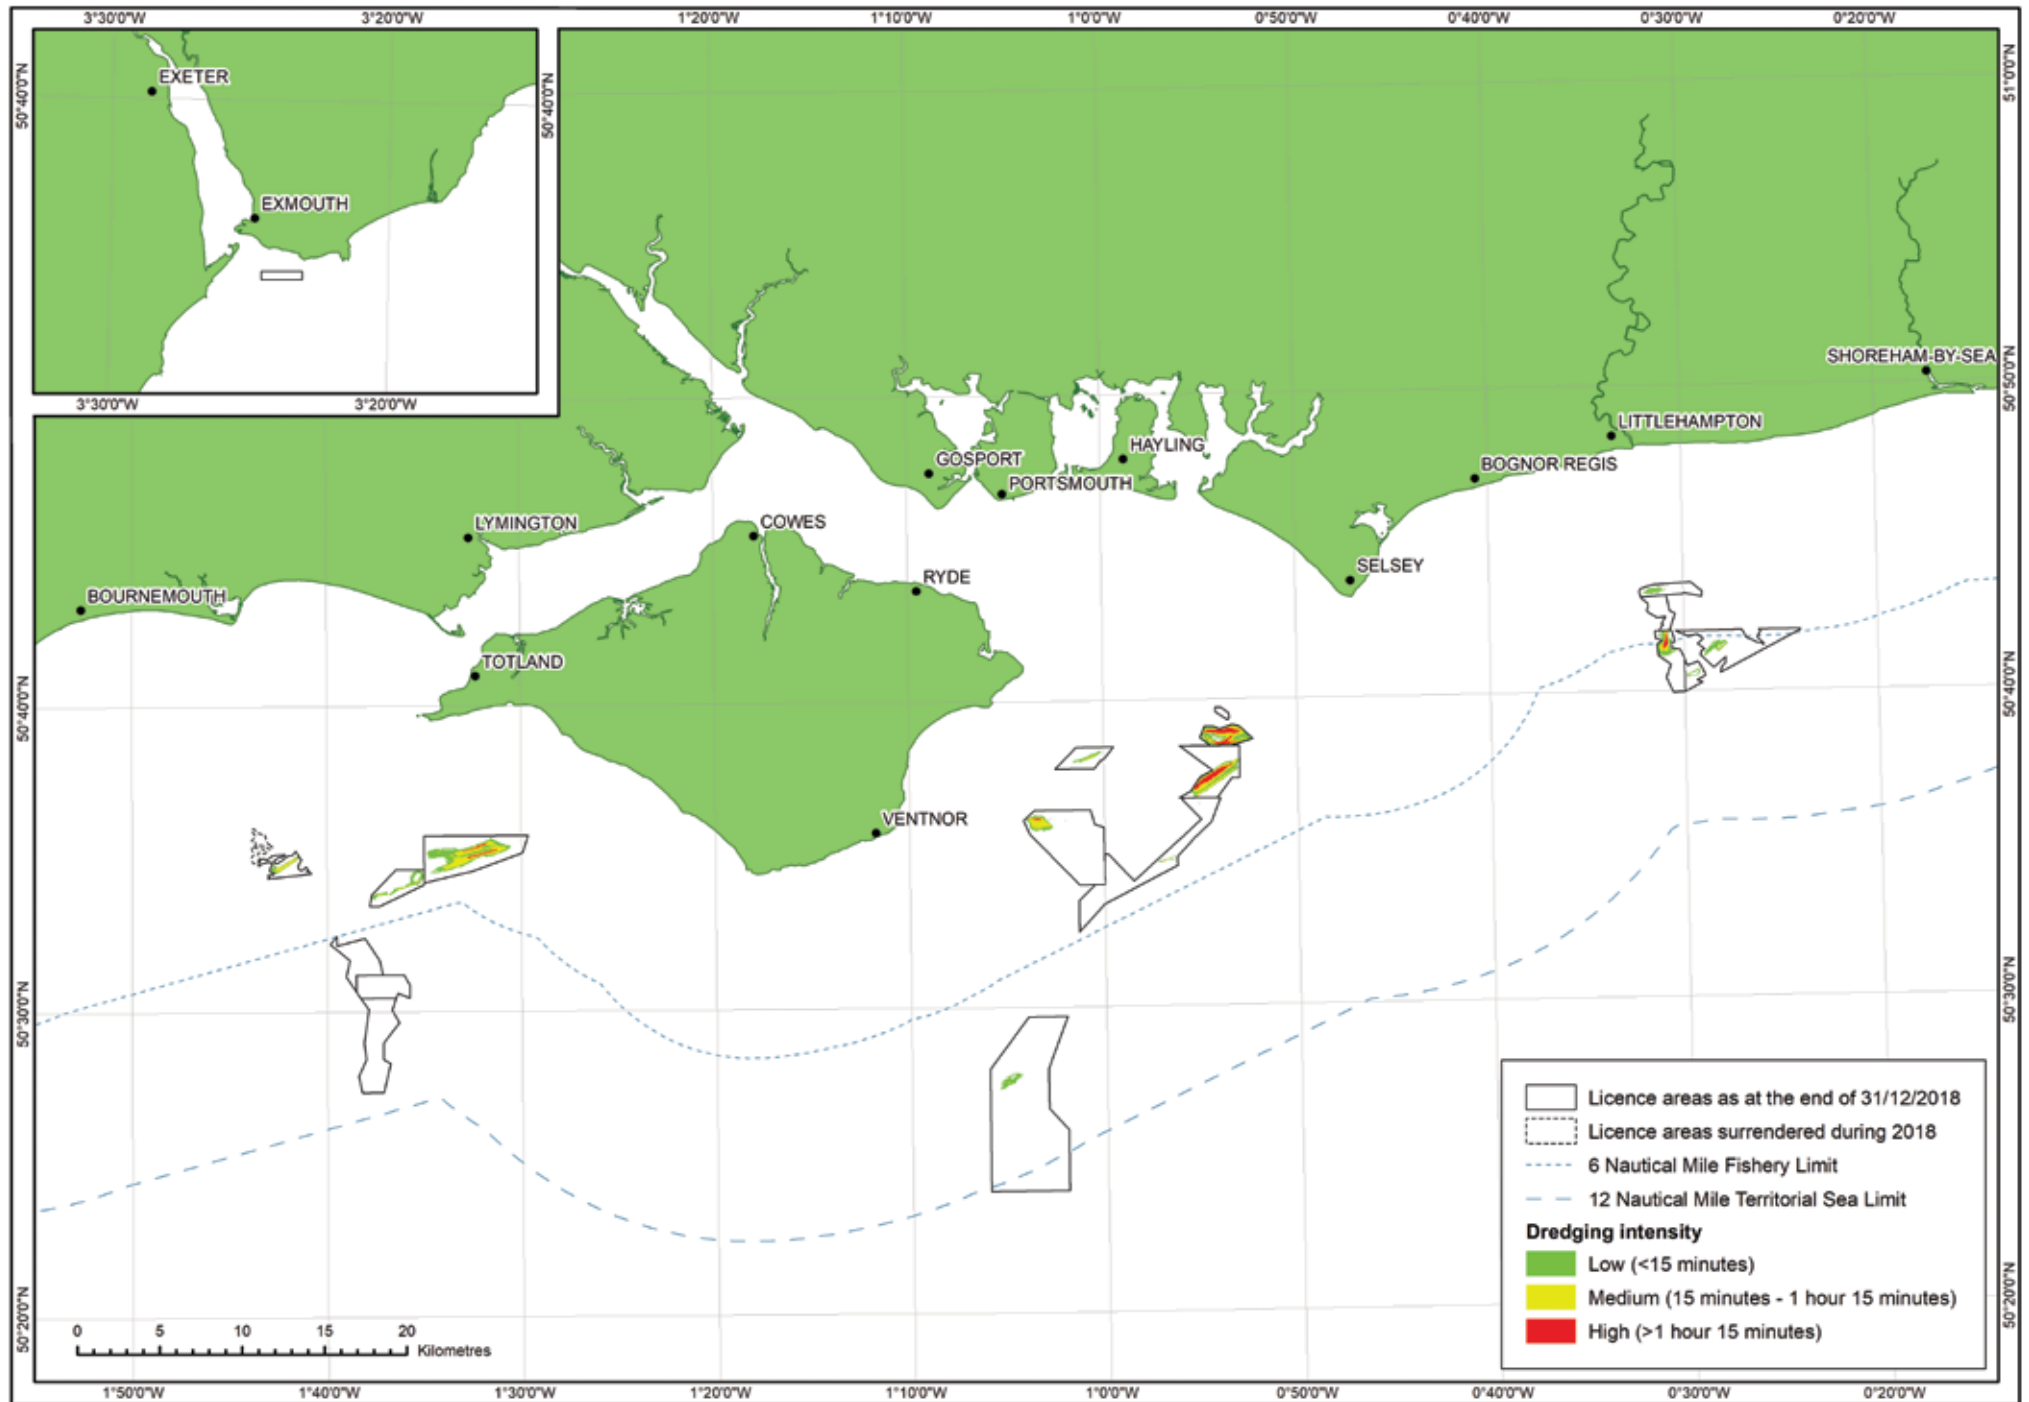 3°30'0"W 3°20'0"W 1°20'0"W 1°10'0"W 1°0'0"W 0°50'0"W 0°40'0"W 0°30'0"W 0°20'0"W
50°40'0"N
EXETER
50°40'0"N
51°0'0"N
EXMOUTH
3°30'0"W 3°20'0"W
SHOREHAM-BY-SEA
50°50'0"N
LITTLEHAMPTON
GOSPORT
HAYLING
BOGNOR REGIS
PORTSMOUTH
LYMINGTON
COWES
SELSEY
RYDE
BOURNEMOUTH
TOTLAND
50°40'0"N
50°40'0"N
VENTNOR
50°30'0"N
50°30'0"N
Licence areas as at the end of 31/12/2018
Licence areas surrendered during 2018
6 Nautical Mile Fishery Limit
12 Nautical Mile Territorial Sea Limit
Dredging intensity
Low (<15 minutes)
Medium (15 minutes - 1 hour 15 minutes)
High (>1 hour 15 minutes)
50°20'0"N
50°20'0"N
0 5 10 15 20
Kilometres
1°50'0"W 1°40'0"W 1°30'0"W 1°20'0"W 1°10'0"W 1°0'0"W 0°50'0"W 0°40'0"W 0°30'0"W 0°20'0"W